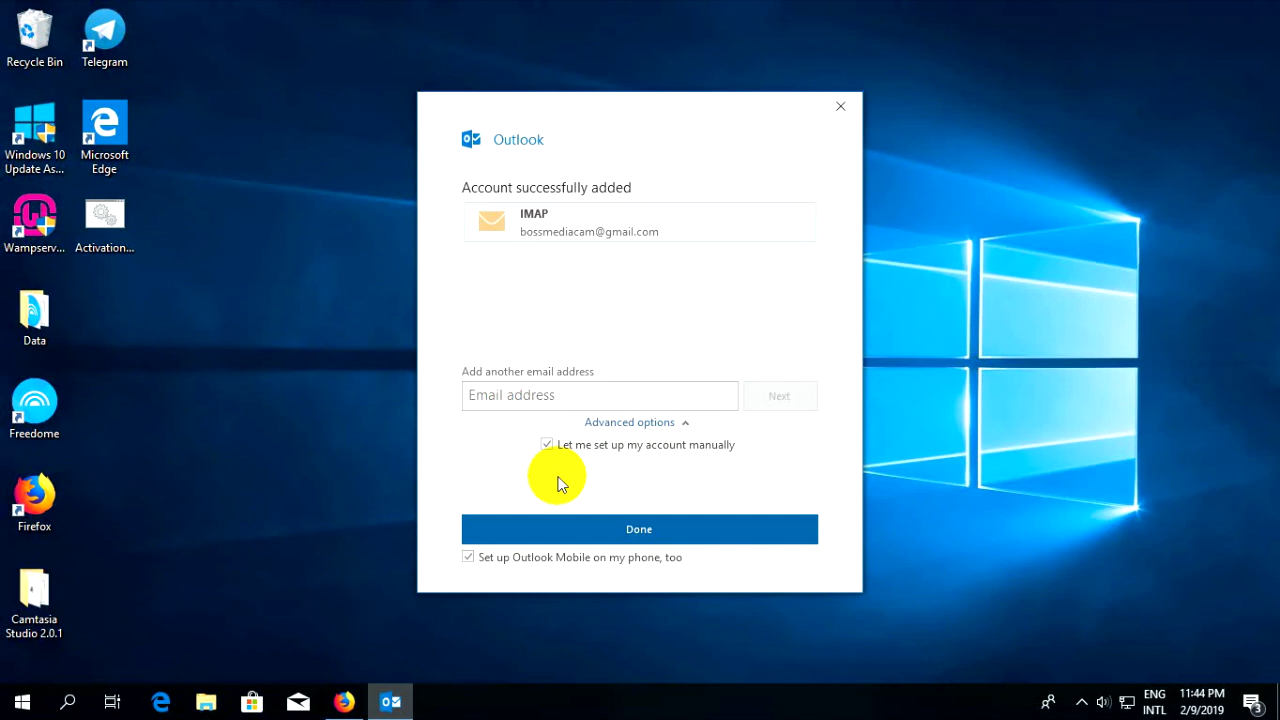 Recycle Bin
Telegram
Windows 10
Update As...
Microsoft
Edge
Wampserv...
Activation...
Data
Freedome
Firefox
Camtasia
Studio 2.0.1
Outlook
Account successfully added
IMAP
bossmediacam@gmail.com
Add another email address
Email address
Next
Advanced options
Let me set up my account manually
Done
Set up Outlook Mobile on my phone, too
ENG
INTL
11:44 PM
2/9/2019
3